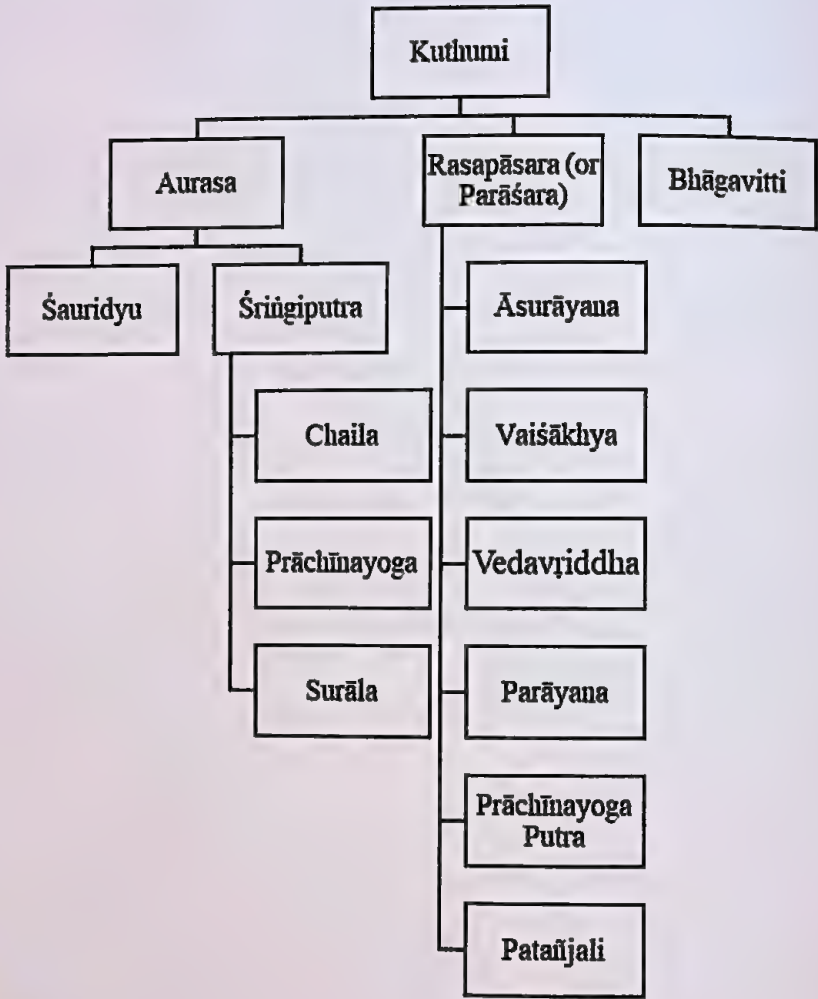 Kuthumi
Aurasa
Rasapāsara (or
Parāśara)
Bhāgavitti
Śauridyu
Śriṅgiputra
Āsurāyana
Chaila
Vaiśākhya
Prāchīnayoga
Vedavṛiddha
Surāla
Parāyana
Prāchīnayoga
Putra
Patañjali